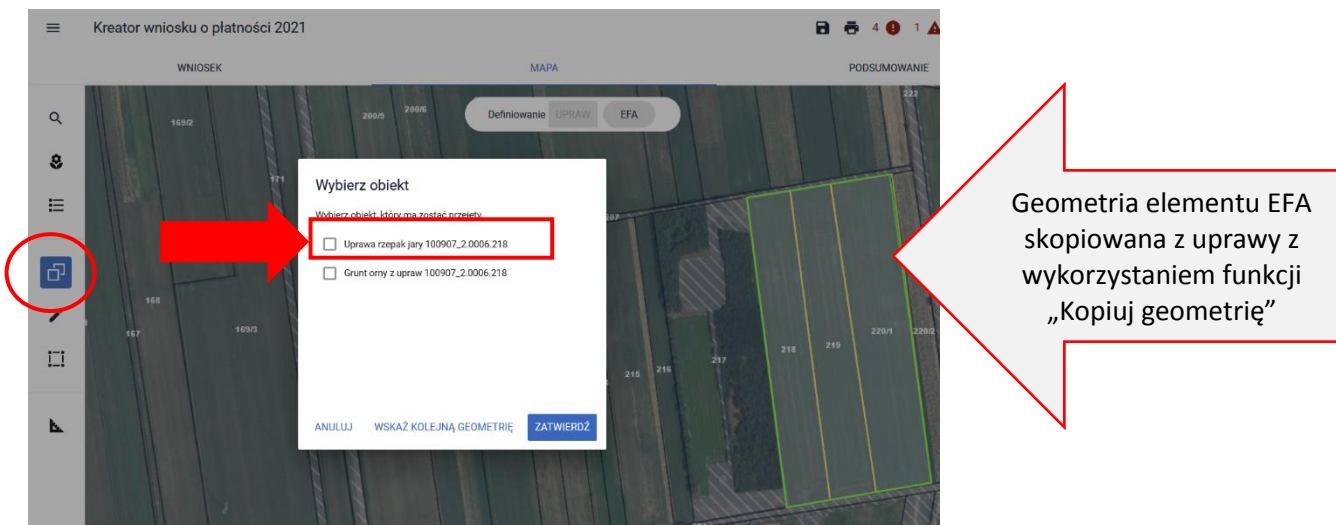 Kreator wniosku o płatności 2021
4 1
WNIOSEK MAPA PODSUMOWANIE
222
169/2 200/5 200/6
Definiowanie UPRAW EFA
171
Wybierz obiekt
Wybierz obiekt, który ma zostać przejęty.
207
Uprawa rzepak jary 100907_2.0006.218
Grunt orny z upraw 100907_2.0006.218
168
167 169/3
220/1 220/2
218 219
217
215 216
ANULUJ WSKAŻ KOLEJNĄ GEOMETRIĘ ZATWIERDŹ
Geometria elementu EFA
skopiowana z uprawy z
wykorzystaniem funkcji
„Kopiuj geometrię”